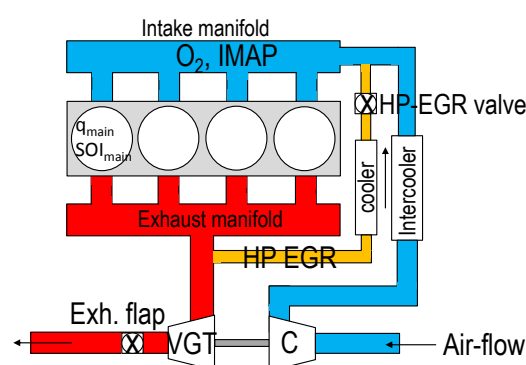 Intake manifold
O₂, IMAP
X HP-EGR valve
qmain
SOImain
cooler
Intercooler
Exhaust manifold
HP EGR
Exh. flap
X
VGT
C
Air-flow